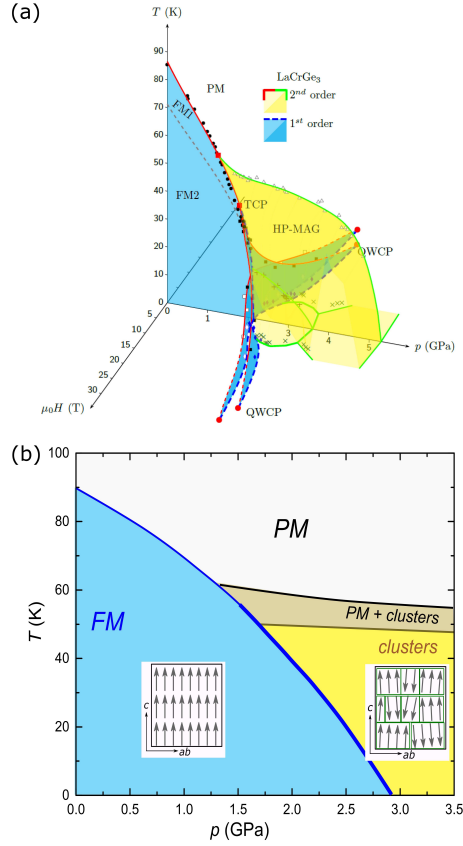 (a)
T (K)
90
80
70
60
50
40
30
20
10
0
PM
FM1
FM2
LaCrGe₃
2ⁿᵈ order
1ˢᵗ order
TCP
HP-MAG
QWCP
0
1
3
4
5
p (GPa)
5
10
15
20
25
30
μ₀H (T)
QWCP
(b)
100
80
60
40
20
0
T (K)
PM
FM
PM + clusters
clusters
c
ab
c
ab
0.0 0.5 1.0 1.5 2.0 2.5 3.0 3.5
p (GPa)